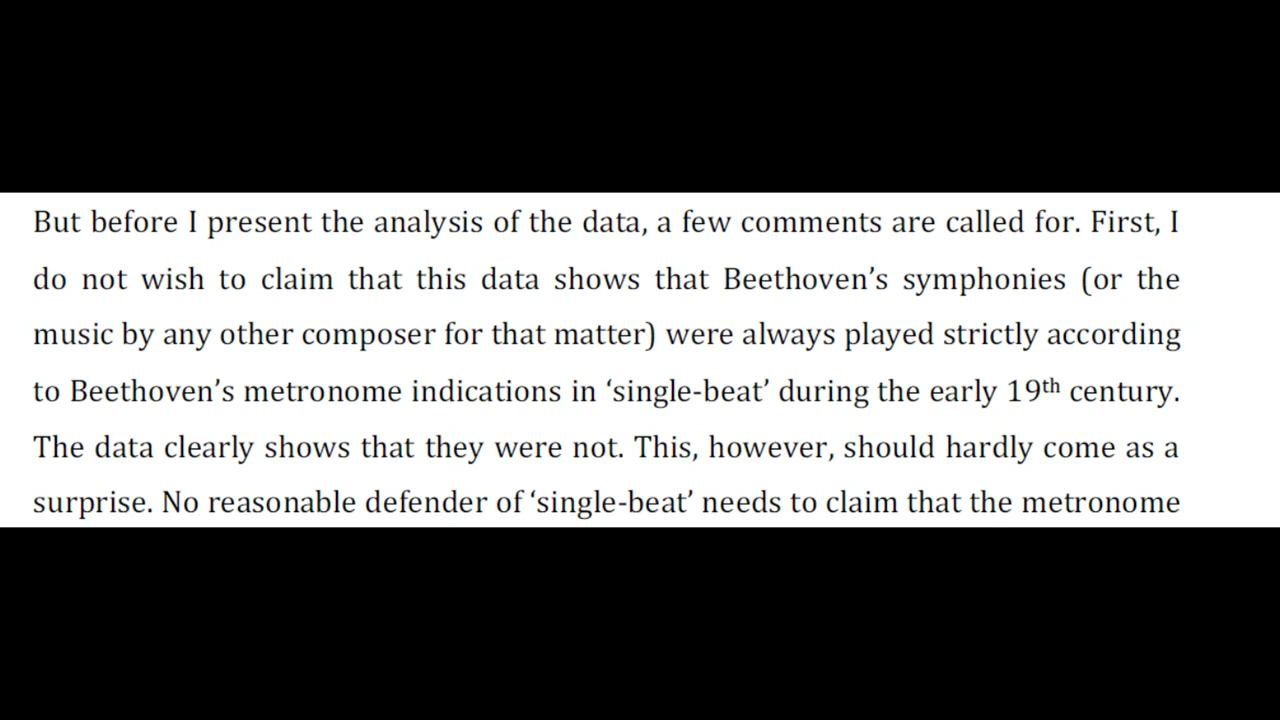 But before I present the analysis of the data, a few comments are called for. First, I
do not wish to claim that this data shows that Beethoven’s symphonies (or the
music by any other composer for that matter) were always played strictly according
to Beethoven’s metronome indications in ‘single-beat’ during the early 19th century.
The data clearly shows that they were not. This, however, should hardly come as a
surprise. No reasonable defender of ‘single-beat’ needs to claim that the metronome